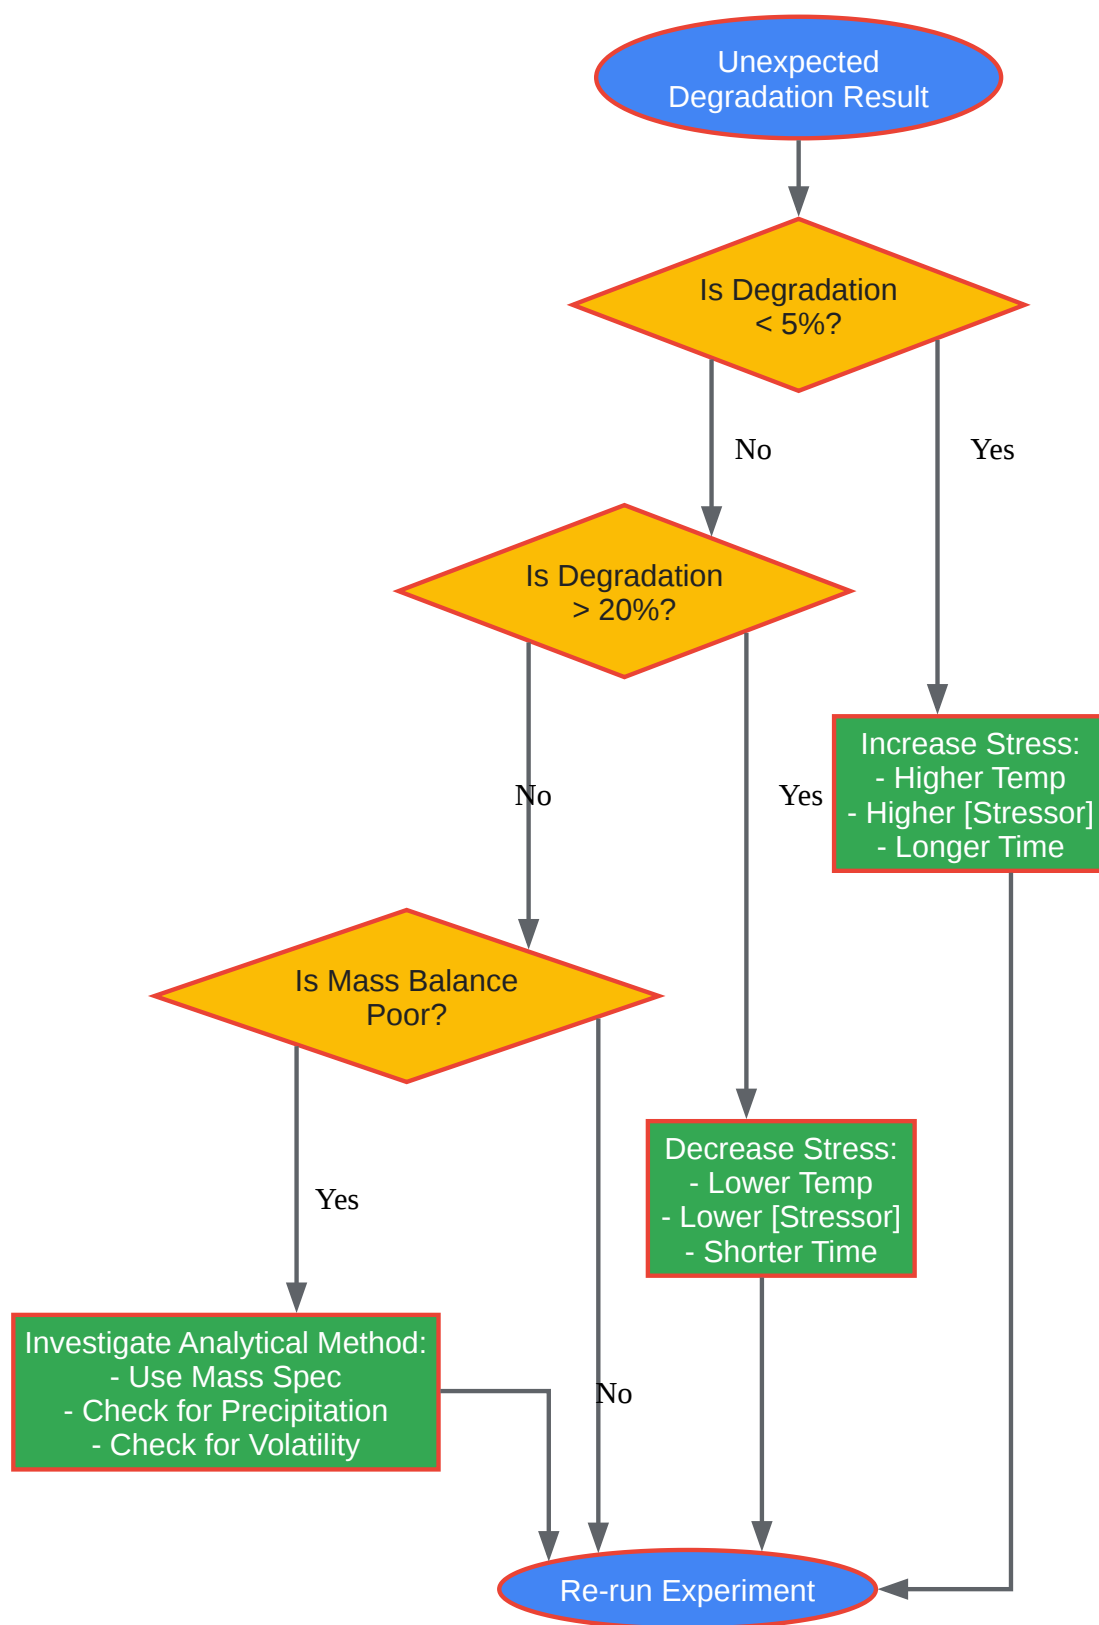 Unexpected
Degradation Result
Is Degradation
< 5%?
No
Yes
Is Degradation
> 20%?
Increase Stress:
- Higher Temp
- Higher [Stressor]
- Longer Time
No
Yes
Is Mass Balance
Poor?
Decrease Stress:
- Lower Temp
- Lower [Stressor]
- Shorter Time
Yes
Investigate Analytical Method:
- Use Mass Spec
- Check for Precipitation
- Check for Volatility
No
Re-run Experiment